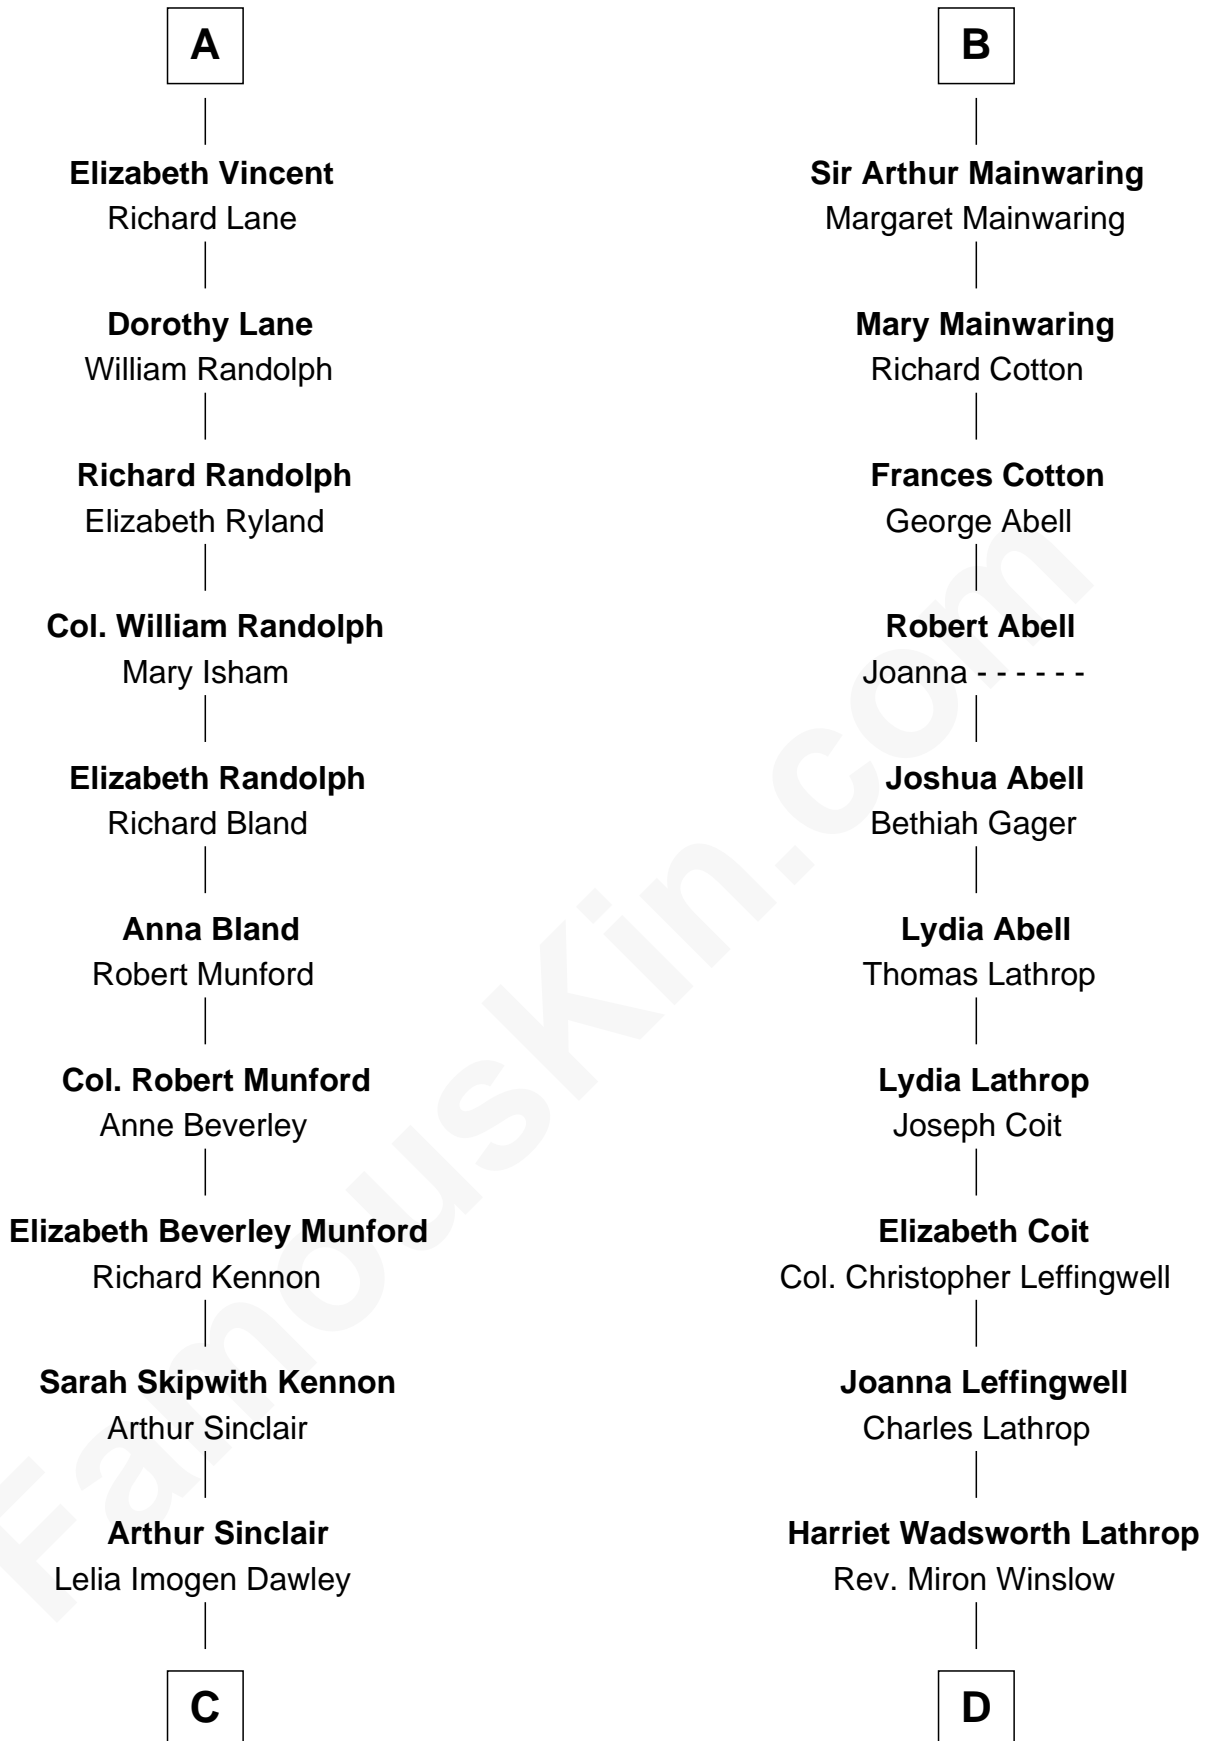 A
Elizabeth Vincent
Richard Lane
Dorothy Lane
William Randolph
Richard Randolph
Elizabeth Ryland
Col. William Randolph
Mary Isham
Elizabeth Randolph
Richard Bland
Anna Bland
Robert Munford
Col. Robert Munford
Anne Beverley
Elizabeth Beverley Munford
Richard Kennon
Sarah Skipwith Kennon
Arthur Sinclair
Arthur Sinclair
Lelia Imogen Dawley
C
B
Sir Arthur Mainwaring
Margaret Mainwaring
Mary Mainwaring
Richard Cotton
Frances Cotton
George Abell
Robert Abell
Joanna - - - - - -
Joshua Abell
Bethiah Gager
Lydia Abell
Thomas Lathrop
Lydia Lathrop
Joseph Coit
Elizabeth Coit
Col. Christopher Leffingwell
Joanna Leffingwell
Charles Lathrop
Harriet Wadsworth Lathrop
Rev. Miron Winslow
D
FamousKin.com